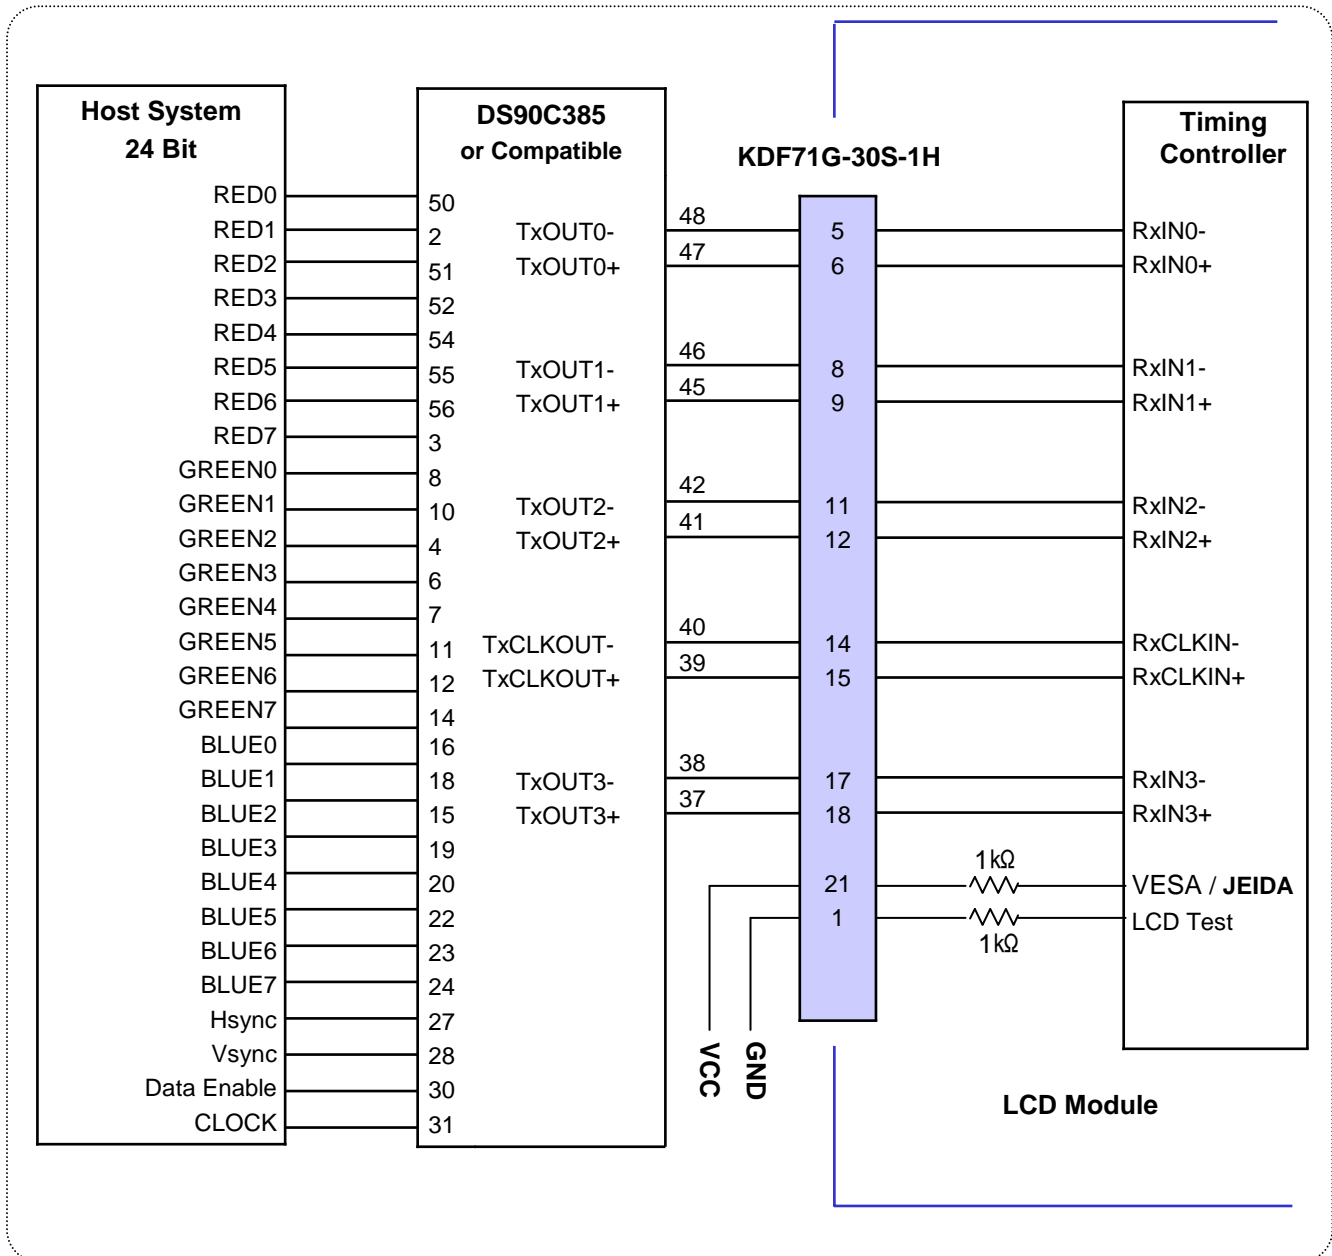 Host System
24 Bit
RED0
RED1
RED2
RED3
RED4
RED5
RED6
RED7
GREEN0
GREEN1
GREEN2
GREEN3
GREEN4
GREEN5
GREEN6
GREEN7
BLUE0
BLUE1
BLUE2
BLUE3
BLUE4
BLUE5
BLUE6
BLUE7
Hsync
Vsync
Data Enable
CLOCK
DS90C385
or Compatible
50
2
51
52
54
55
56
3
8
10
4
6
7
11
12
14
16
18
15
19
20
22
23
24
27
28
30
31
TxOUT0-
TxOUT0+
TxOUT1-
TxOUT1+
TxOUT2-
TxOUT2+
TxCLKOUT-
TxCLKOUT+
TxOUT3-
TxOUT3+
48
47
46
45
42
41
40
39
38
37
VCC
GND
KDF71G-30S-1H
5
6
8
9
11
12
14
15
17
18
21
1
1kΩ
1kΩ
Timing
Controller
RxIN0-
RxIN0+
RxIN1-
RxIN1+
RxIN2-
RxIN2+
RxCLKIN-
RxCLKIN+
RxIN3-
RxIN3+
VESA / JEIDA
LCD Test
LCD Module